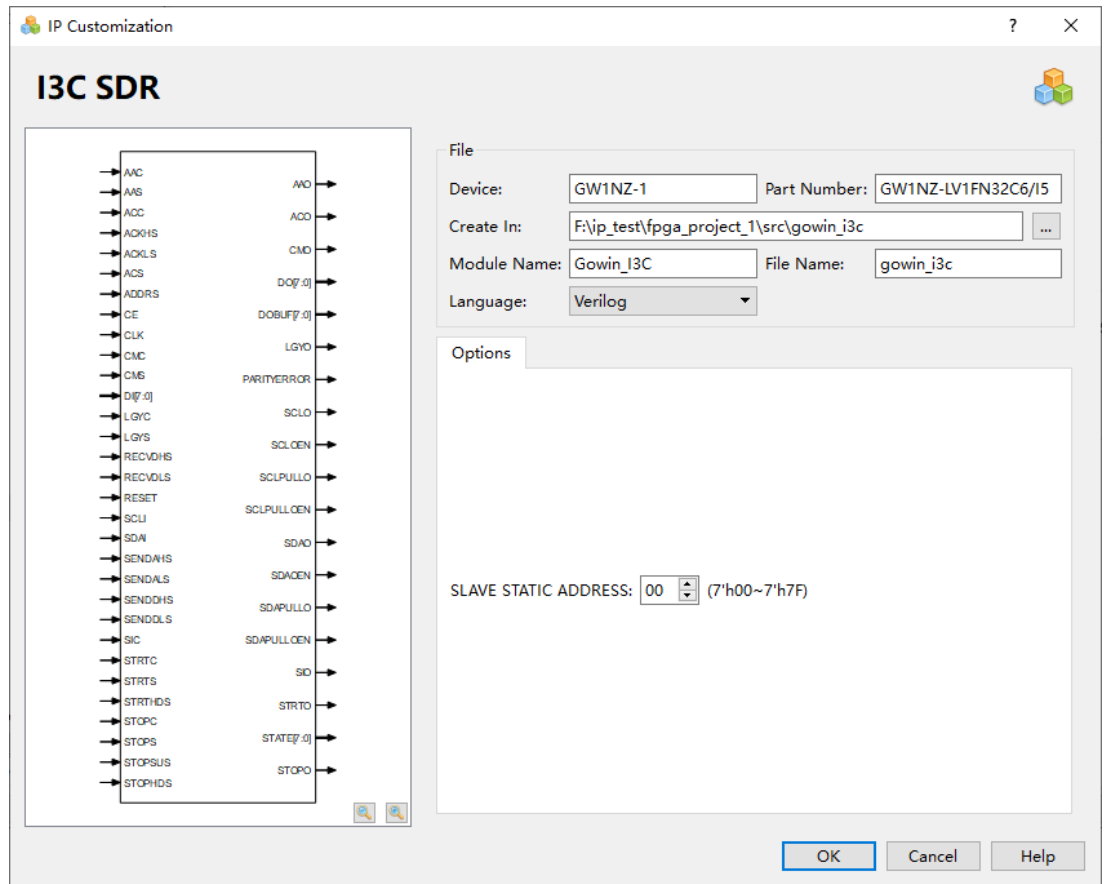 IP Customization
?
I3C SDR
AAC
AAS
ACC
ACKHS
ACKLS
ACS
ADDRS
CE
CLK
CMC
CMS
DI[7:0]
LGYC
LGYS
RECVDHS
RECVDLS
RESET
SCLI
SDAI
SENDAHS
SENDALS
SENDDHS
SENDDLS
SIC
STRTC
STRTS
STRTHDS
STOPC
STOPS
STOPSUS
STOPHDS
AAO
ACO
CMO
DO[7:0]
DOBUF[7:0]
LGYO
PARITYERROR
SCLO
SCLOEN
SCLPULLO
SCLPULLOEN
SDAO
SDAOEN
SDAPULLO
SDAPULLOEN
SIO
STRTO
STATE[7:0]
STOPO
File
Device: GW1NZ-1 Part Number: GW1NZ-LV1FN32C6/I5
Create In: F:\ip_test\fpga_project_1\src\gowin_i3c ...
Module Name: Gowin_I3C File Name: gowin_i3c
Language: Verilog
Options
SLAVE STATIC ADDRESS: 00 (7'h00~7'h7F)
OK Cancel Help